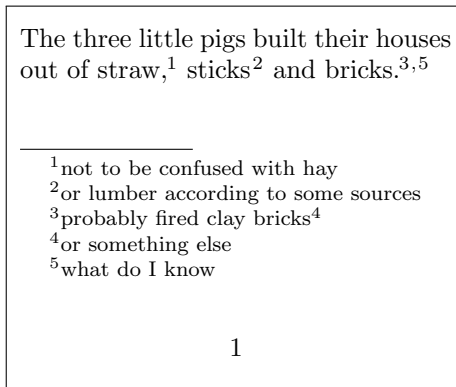 The three little pigs built their houses
out of straw,¹ sticks² and bricks.³,⁵
¹not to be confused with hay
²or lumber according to some sources
³probably fired clay bricks⁴
⁴or something else
⁵what do I know
1